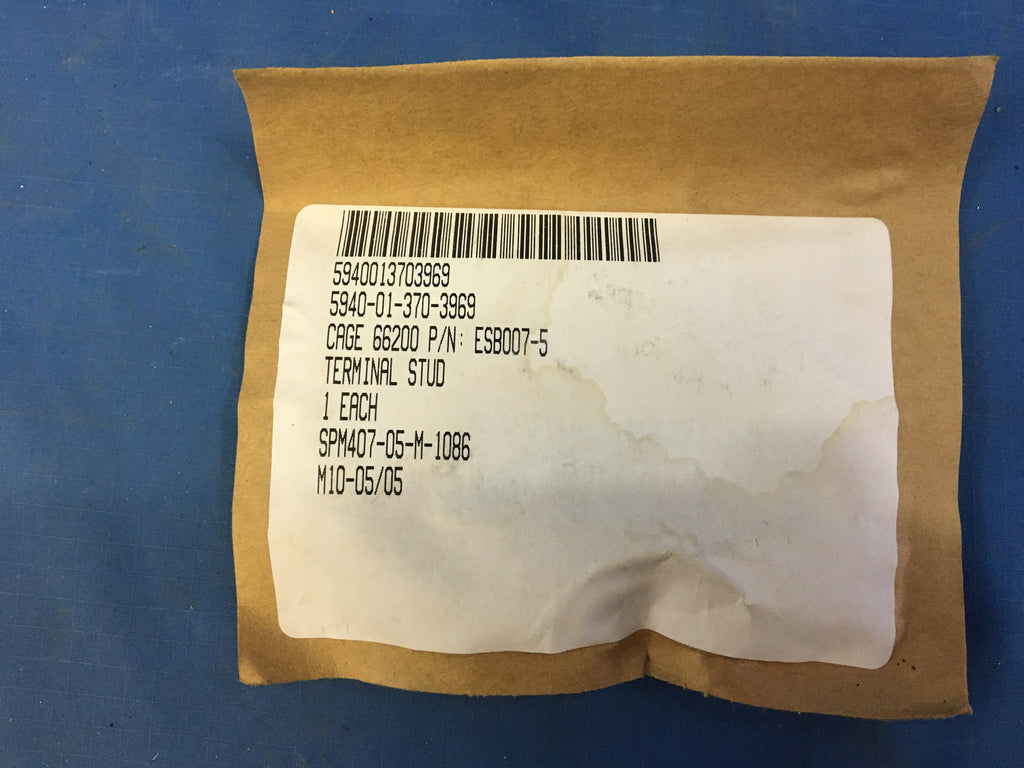 5940013703969
5940-01-370-3969
CAGE 66200 P/N: ESB007-5
TERMINAL STUD
1 EACH
SPM407-05-M-1086
M10-05/05